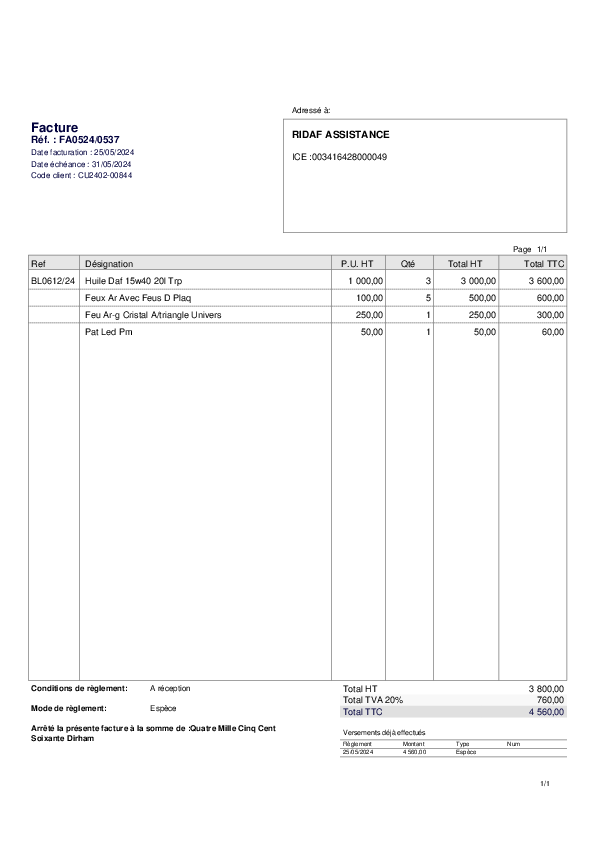 Adressé à:
Facture
Réf. : FA0524/0537
Date facturation : 25/05/2024
Date échéance : 31/05/2024
Code client : CU2402-00844
RIDAF ASSISTANCE
ICE :003416428000049
Page 1/1
Ref Désignation P.U. HT Qté Total HT Total TTC
BL0612/24 Huile Daf 15w40 20l Trp 1 000,00 3 3 000,00 3 600,00
Feux Ar Avec Feus D Plaq 100,00 5 500,00 600,00
Feu Ar-g Cristal A/triangle Univers 250,00 1 250,00 300,00
Pat Led Pm 50,00 1 50,00 60,00
Conditions de règlement: A réception
Mode de règlement: Espèce
Arrêté la présente facture à la somme de :Quatre Mille Cinq Cent
Soixante Dirham
Total HT 3 800,00
Total TVA 20% 760,00
Total TTC 4 560,00
Versements déjà effectués
Règlement Montant Type Num
25/05/2024 4 560,00 Espèce
1/1